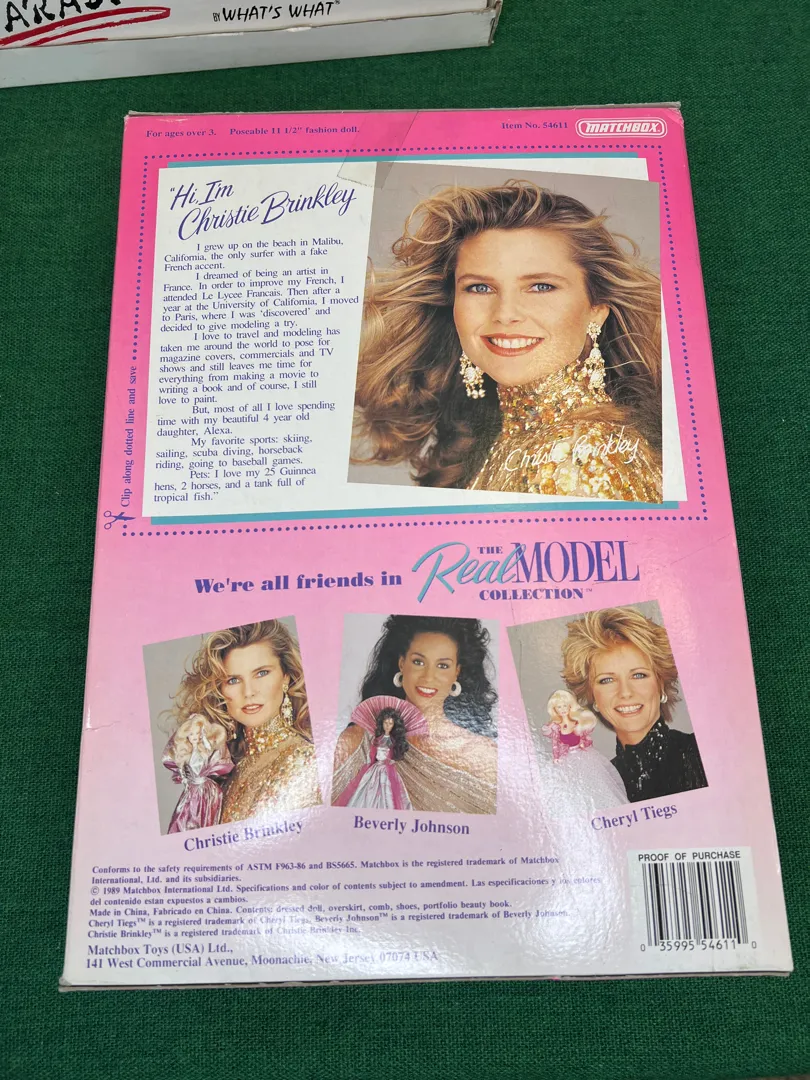 BY WHAT'S WHAT
For ages over 3. Poseable 11 1/2" fashion doll.
Item No. 54611
MATCHBOX
"Hi, I'm
Christie Brinkley
I grew up on the beach in Malibu,
California, the only surfer with a fake
French accent.
I dreamed of being an artist in
France. In order to improve my French, I
attended Le Lycee Francais. Then after a
year at the University of California, I moved
to Paris, where I was 'discovered' and
decided to give modeling a try.
I love to travel and modeling has
taken me around the world to pose for
magazine covers, commercials and TV
shows and still leaves me time for
everything from making a movie to
writing a book and of course, I still
love to paint.
But, most of all I love spending
time with my beautiful 4 year old
daughter, Alexa.
My favorite sports: skiing,
sailing, scuba diving, horseback
riding, going to baseball games.
Pets: I love my 25 Guinnea
hens, 2 horses, and a tank full of
tropical fish."
Christie Brinkley
Clip along dotted line and save
We're all friends in
THE
Real MODEL
COLLECTION™
Christie Brinkley
Beverly Johnson
Cheryl Tiegs
Conforms to the safety requirements of ASTM F963-86 and BS5665. Matchbox is the registered trademark of Matchbox
International, Ltd. and its subsidiaries.
© 1989 Matchbox International Ltd. Specifications and color of contents subject to amendment. Las especificaciones y los colores
del contenido estan expuestos a cambios.
Made in China, Fabricado en China. Contents: dressed doll, overskirt, comb, shoes, portfolio beauty book.
Cheryl Tiegs™ is a registered trademark of Cheryl Tiegs. Beverly Johnson™ is a registered trademark of Beverly Johnson.
Christie Brinkley™ is a registered trademark of Christie Brinkley Inc.
Matchbox Toys (USA) Ltd.,
141 West Commercial Avenue, Moonachie, New Jersey 07074 USA
PROOF OF PURCHASE
0 35995 54611 0